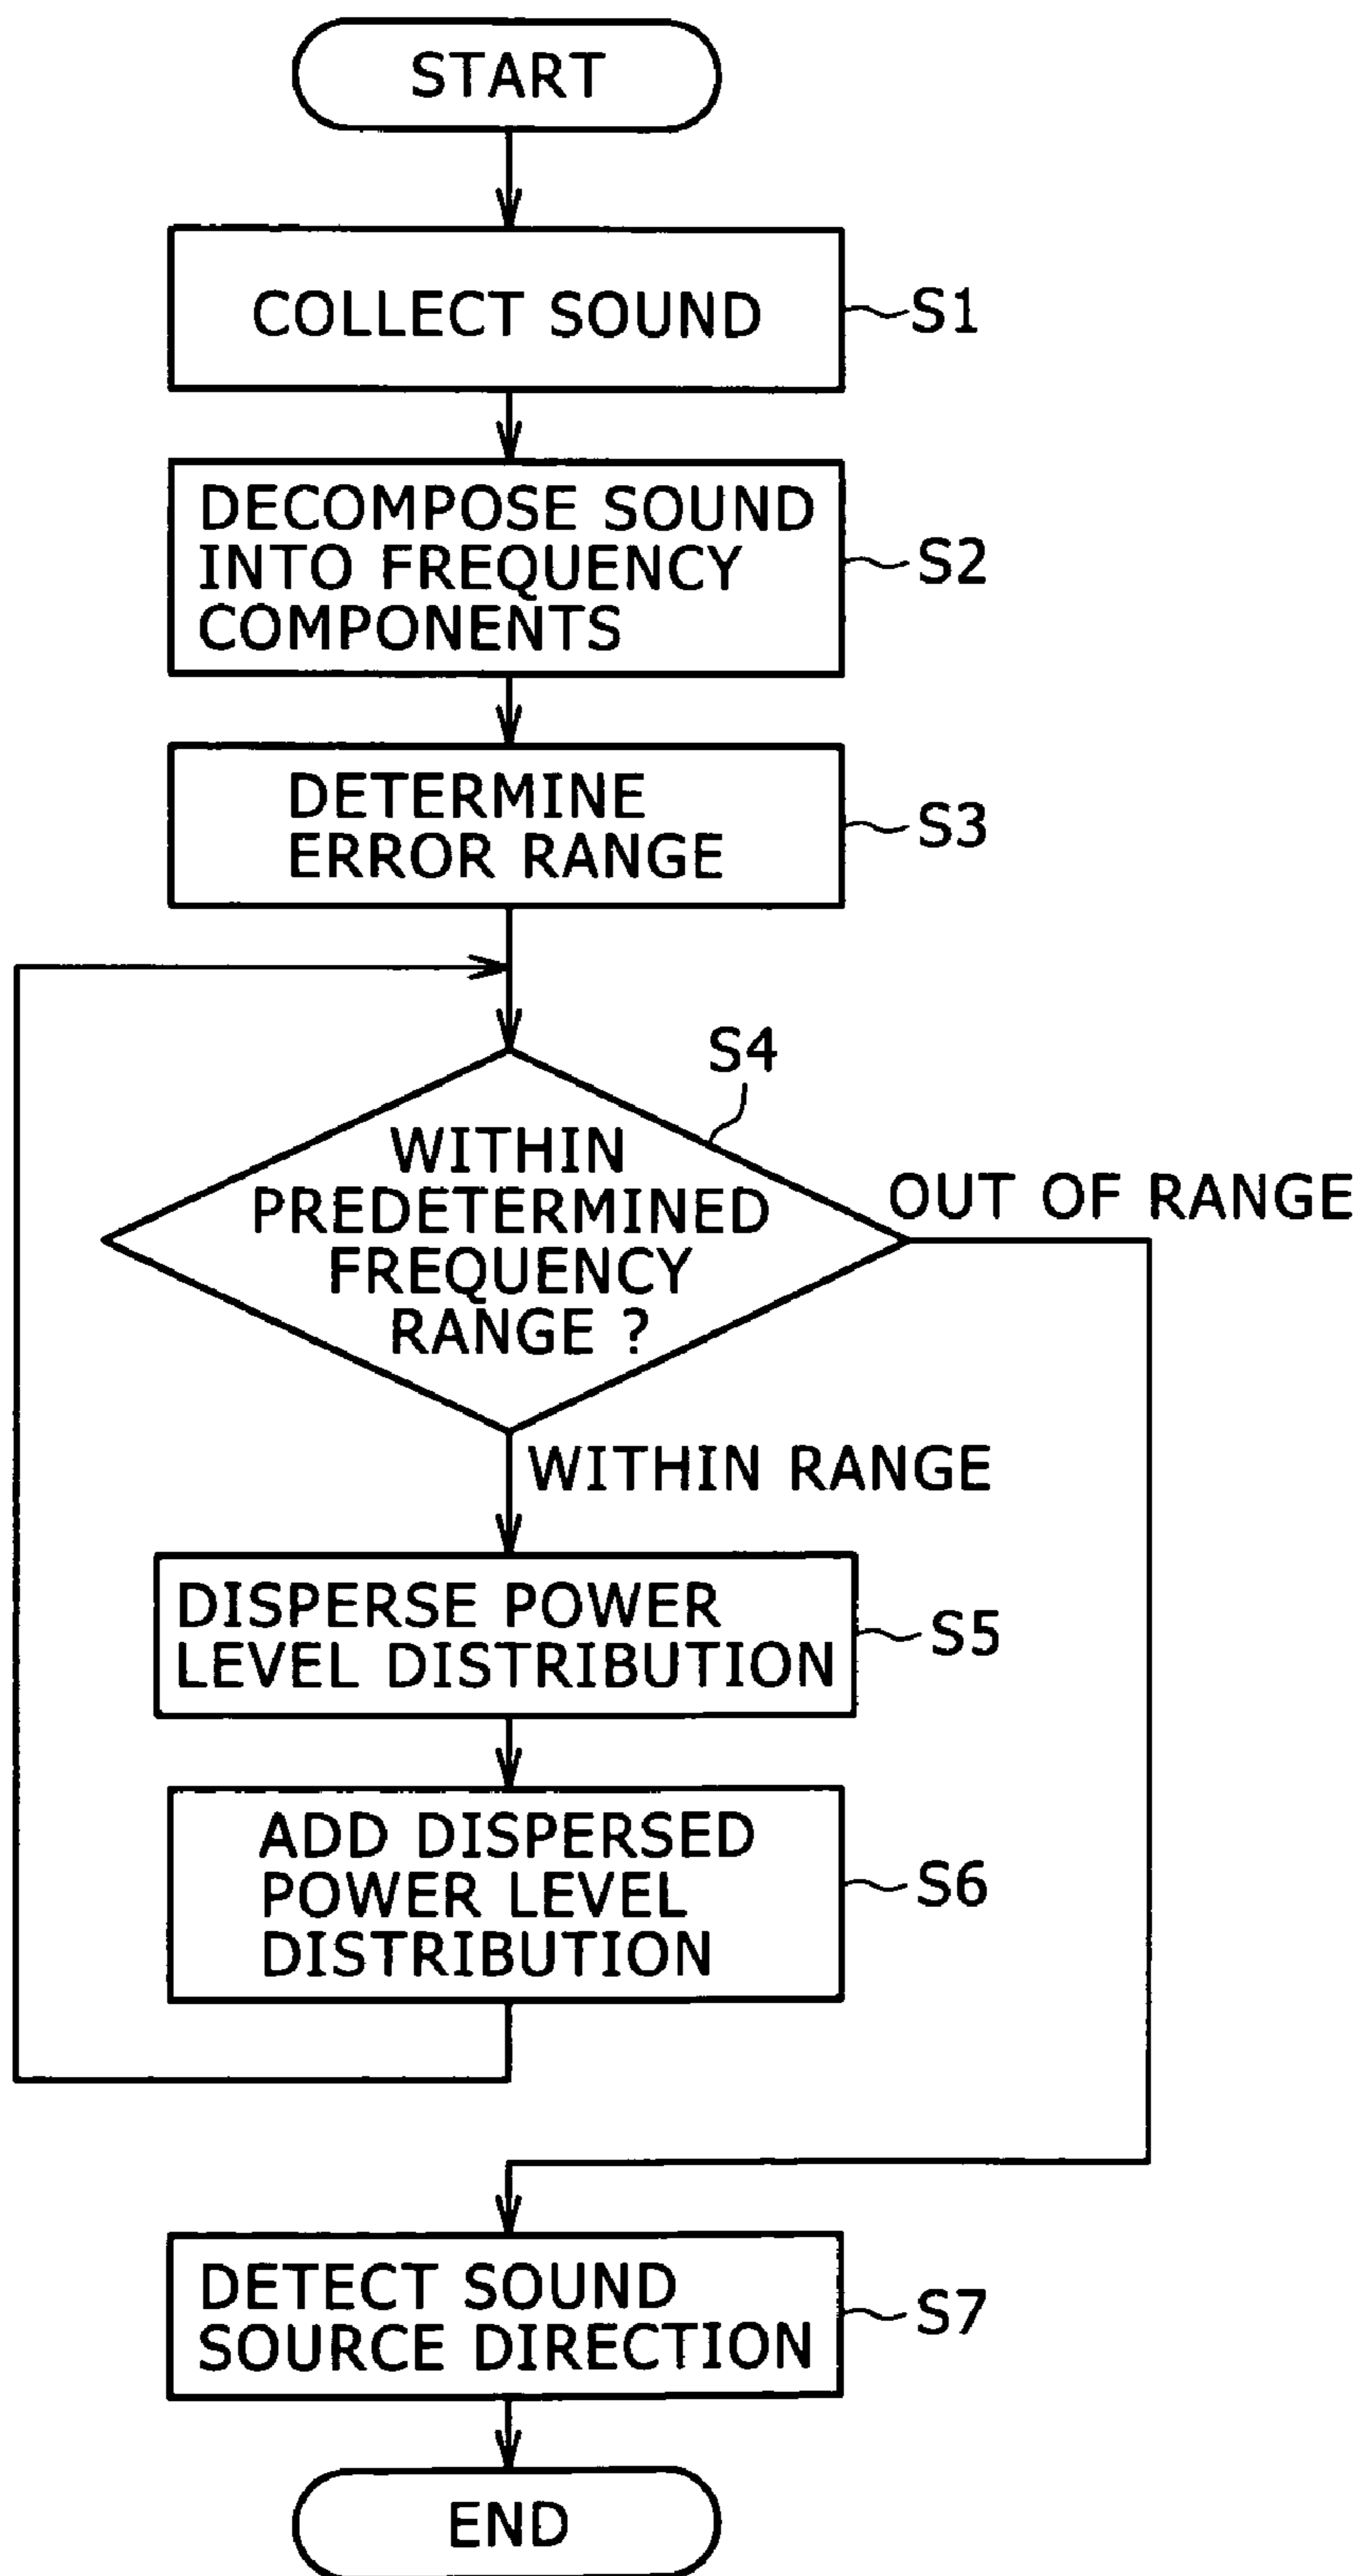 START
COLLECT SOUND
S1
DECOMPOSE SOUND
INTO FREQUENCY
COMPONENTS
S2
DETERMINE
ERROR RANGE
S3
S4
WITHIN
PREDETERMINED
FREQUENCY
RANGE ?
OUT OF RANGE
WITHIN RANGE
DISPERSE POWER
LEVEL DISTRIBUTION
S5
ADD DISPERSED
POWER LEVEL
DISTRIBUTION
S6
DETECT SOUND
SOURCE DIRECTION
S7
END